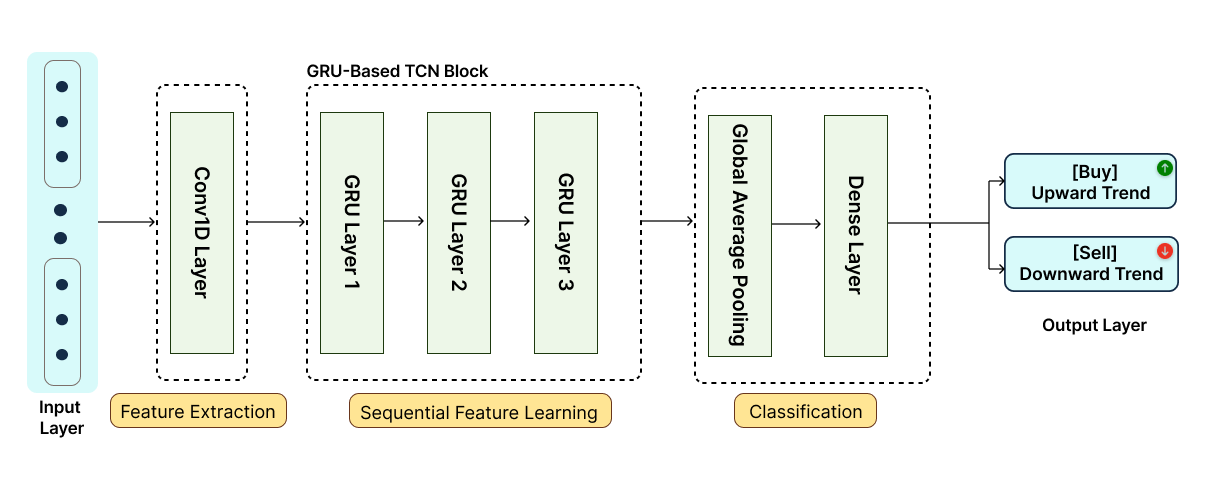 GRU-Based TCN Block
Conv1D Layer
GRU Layer 1
GRU Layer 2
GRU Layer 3
Global Average Pooling
Dense Layer
[Buy]
Upward Trend
[Sell]
Downward Trend
Output Layer
Input
Layer
Feature Extraction
Sequential Feature Learning
Classification